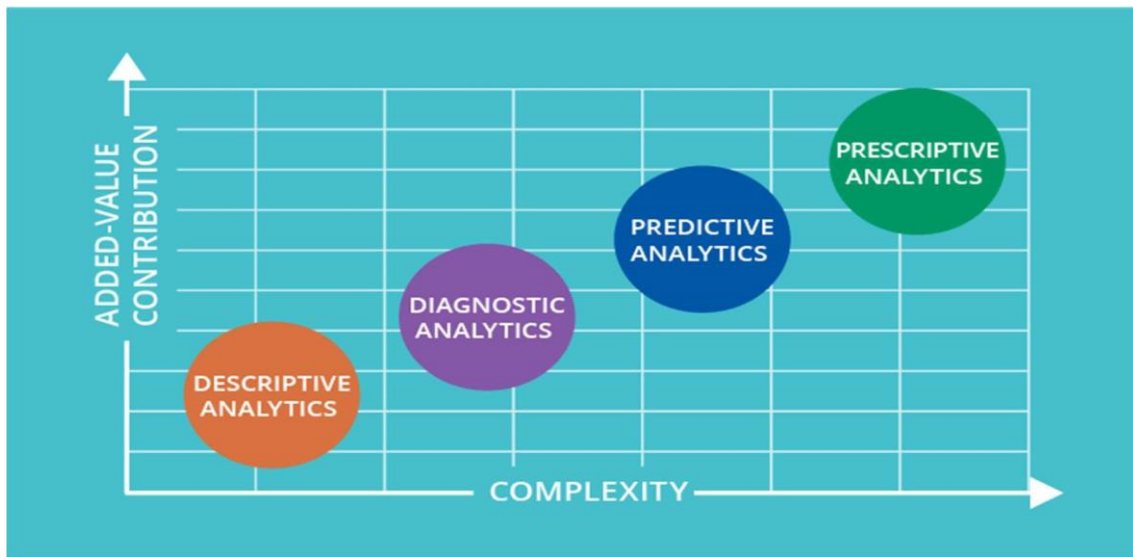 ADDED-VALUE
CONTRIBUTION
PRESCRIPTIVE
ANALYTICS
PREDICTIVE
ANALYTICS
DIAGNOSTIC
ANALYTICS
DESCRIPTIVE
ANALYTICS
COMPLEXITY